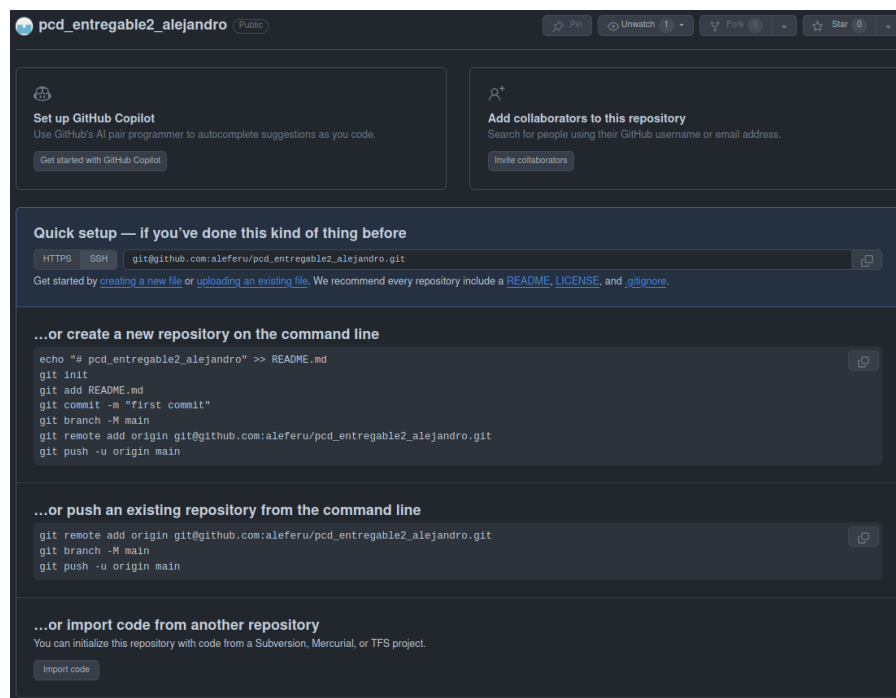 pcd_entregable2_alejandro Public
Pin Unwatch 1 Fork 0 Star 0
Set up GitHub Copilot
Use GitHub's AI pair programmer to autocomplete suggestions as you code.
Get started with GitHub Copilot
Add collaborators to this repository
Search for people using their GitHub username or email address.
Invite collaborators
Quick setup — if you've done this kind of thing before
HTTPS SSH git@github.com:aleferu/pcd_entregable2_alejandro.git
Get started by creating a new file or uploading an existing file. We recommend every repository include a README, LICENSE, and .gitignore.
…or create a new repository on the command line
echo "# pcd_entregable2_alejandro" >> README.md
git init
git add README.md
git commit -m "first commit"
git branch -M main
git remote add origin git@github.com:aleferu/pcd_entregable2_alejandro.git
git push -u origin main
…or push an existing repository from the command line
git remote add origin git@github.com:aleferu/pcd_entregable2_alejandro.git
git branch -M main
git push -u origin main
…or import code from another repository
You can initialize this repository with code from a Subversion, Mercurial, or TFS project.
Import code